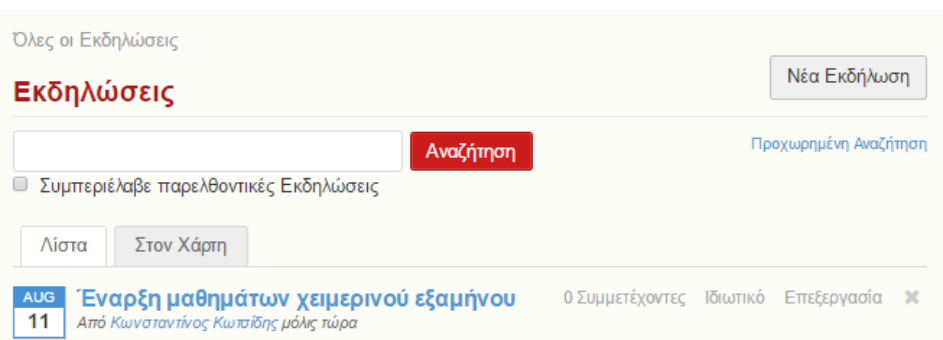 Όλες οι Εκδηλώσεις
Νέα Εκδήλωση
Εκδηλώσεις
Αναζήτηση
Προχωρημένη Αναζήτηση
Συμπεριέλαβε παρελθοντικές Εκδηλώσεις
Λίστα Στον Χάρτη
AUG Έναρξη μαθημάτων χειμερινού εξαμήνου 0 Συμμετέχοντες Ιδιωτικό Επεξεργασία
11 Από Κωνσταντίνος Κωτσίδης μόλις τώρα